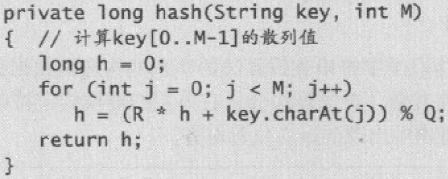 private long hash(String key, int M)
{  // 计算key[0..M-1]的散列值
   long h = 0;
   for (int j = 0; j < M; j++)
      h = (R * h + key.charAt(j)) % Q;
   return h;
}